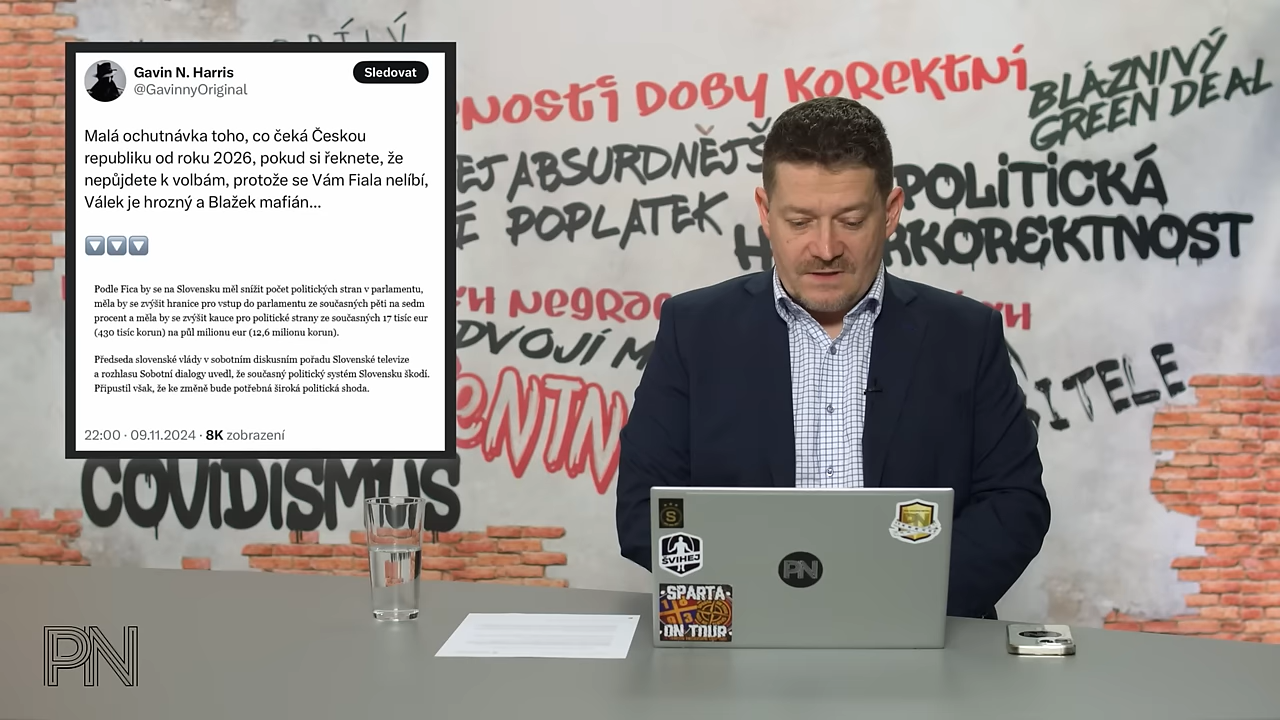 Gavin N. Harris
Sledovat
@GavinnyOriginal
Malá ochutnávka toho, co čeká Českou
republiku od roku 2026, pokud si řeknete, že
nepůjdete k volbám, protože se Vám Fiala nelíbí,
Válek je hrozný a Blažek mafián...
Podle Fica by se na Slovensku měl snížit počet politických stran v parlamentu,
měla by se zvýšit hranice pro vstup do parlamentu ze současných pěti na sedm
procent a měla by se zvýšit kauce pro politické strany ze současných 17 tisíc eur
(430 tisíc korun) na půl milionu eur (12,6 milionu korun).
Předseda slovenské vlády v sobotním diskusním pořadu Slovenské televize
a rozhlasu Sobotní dialogy uvedl, že současný politický systém Slovensku škodí.
Připustil však, že ke změně bude potřebná široká politická shoda.
22:00 · 09.11.2024 · 8K zobrazení
DOBY KOREKTNÍ
BLÁZNIVÝ
GREEN DEAL
POPLATEK
POLITICKÁ
DVOJÍ
COVIDISMUS
S
ŠVIHEJ
SPARTA
ON TOUR
PN
PN
PN